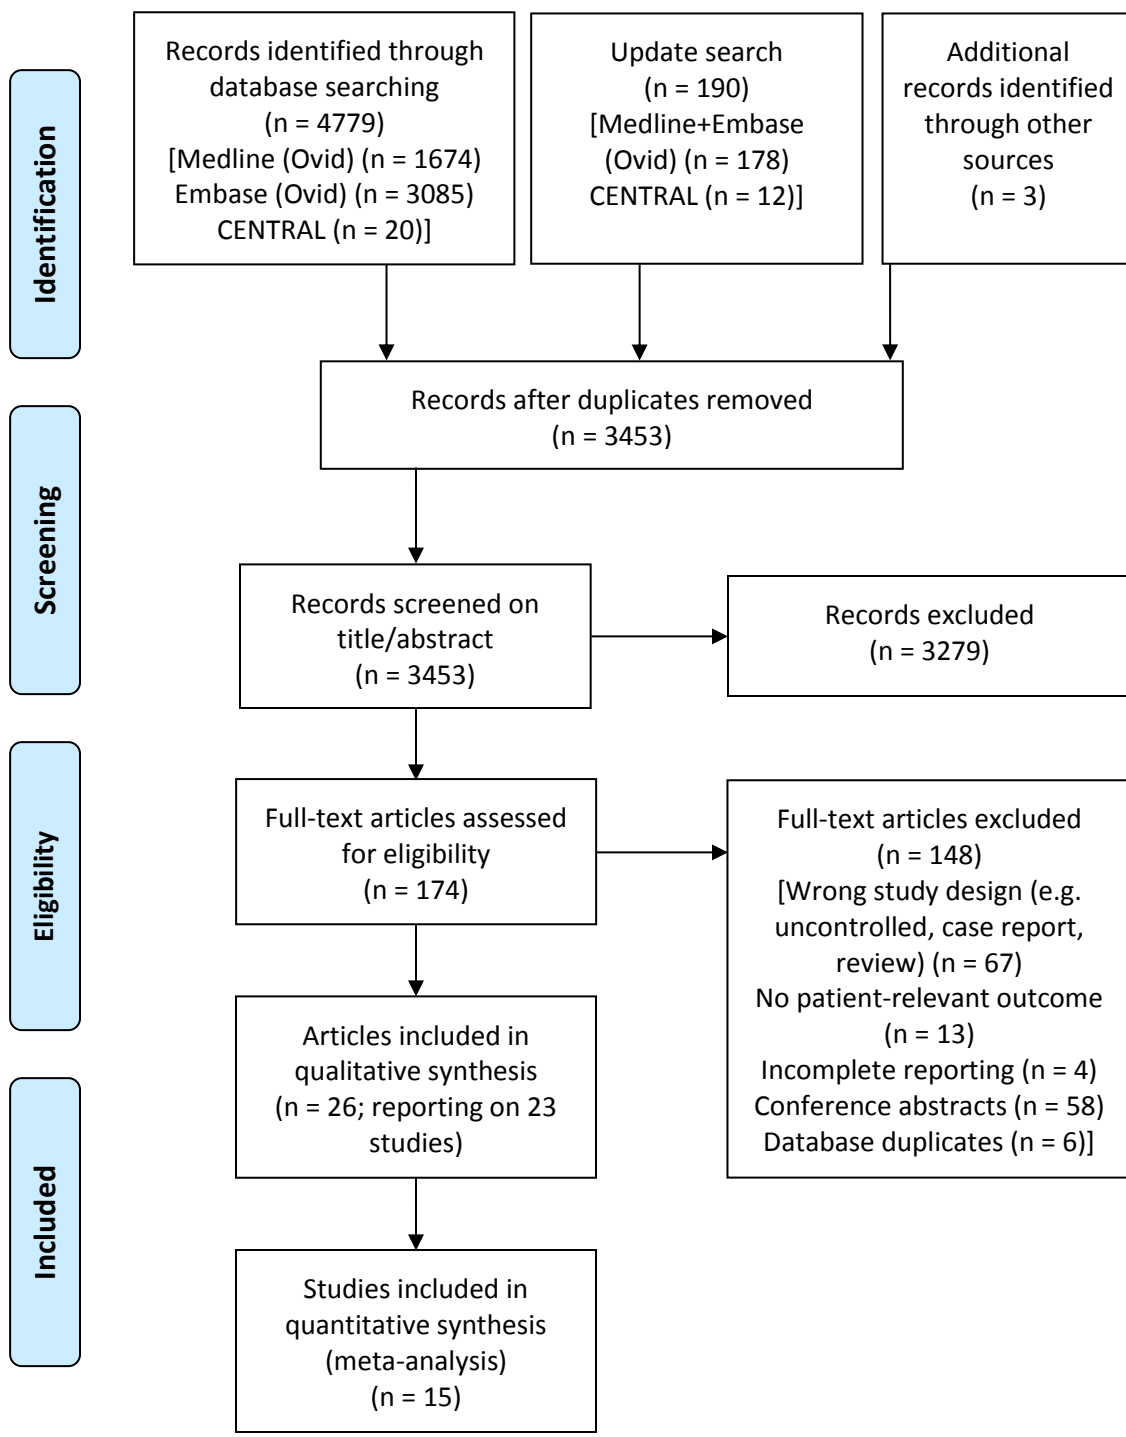 Identification
Records identified through
database searching
(n = 4779)
[Medline (Ovid) (n = 1674)
Embase (Ovid) (n = 3085)
CENTRAL (n = 20)]
Update search
(n = 190)
[Medline+Embase
(Ovid) (n = 178)
CENTRAL (n = 12)]
Additional
records identified
through other
sources
(n = 3)
Records after duplicates removed
(n = 3453)
Screening
Records screened on
title/abstract
(n = 3453)
Records excluded
(n = 3279)
Eligibility
Full-text articles assessed
for eligibility
(n = 174)
Full-text articles excluded
(n = 148)
[Wrong study design (e.g.
uncontrolled, case report,
review) (n = 67)
No patient-relevant outcome
(n = 13)
Incomplete reporting (n = 4)
Conference abstracts (n = 58)
Database duplicates (n = 6)]
Articles included in
qualitative synthesis
(n = 26; reporting on 23
studies)
Included
Studies included in
quantitative synthesis
(meta-analysis)
(n = 15)